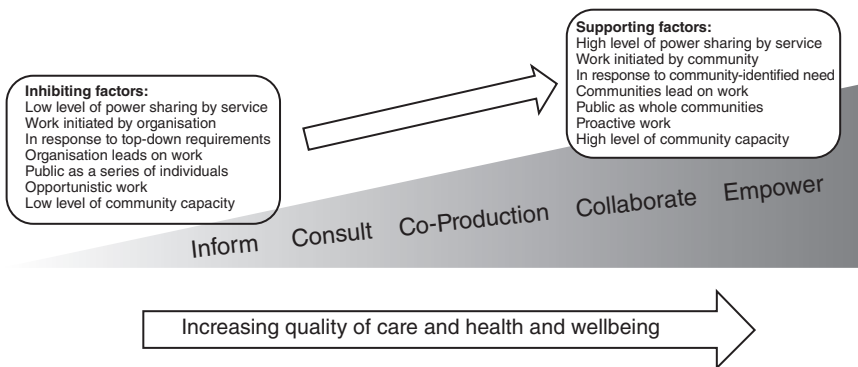 Supporting factors:
High level of power sharing by service
Work initiated by community
In response to community-identified need
Communities lead on work
Public as whole communities
Proactive work
High level of community capacity
Inhibiting factors:
Low level of power sharing by service
Work initiated by organisation
In response to top-down requirements
Organisation leads on work
Public as a series of individuals
Opportunistic work
Low level of community capacity
Inform Consult Co-Production Collaborate Empower
Increasing quality of care and health and wellbeing